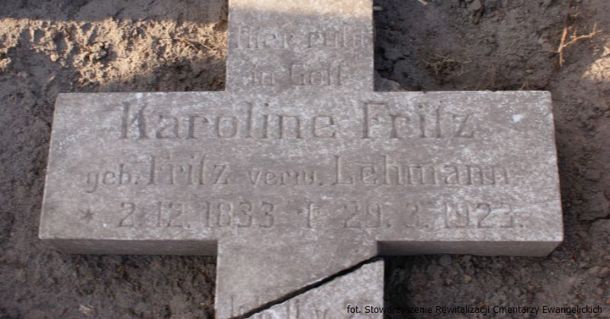 Hier ruht
in Gott
Karoline Fritz
geb. Fritz verw. Lehmann
* 2.12.1833 † 29.3.1923.
fot. Stowarzyszenie Rewitalizacji Cmentarzy Ewangelickich